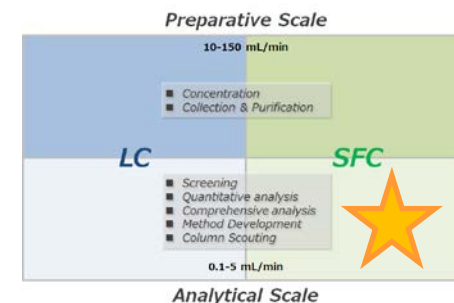 Preparative Scale
10-150 mL/min
■ Concentration
■ Collection & Purification
LC
SFC
■ Screening
■ Quantitative analysis
■ Comprehensive analysis
■ Method Development
■ Column Scouting
0.1-5 mL/min
Analytical Scale